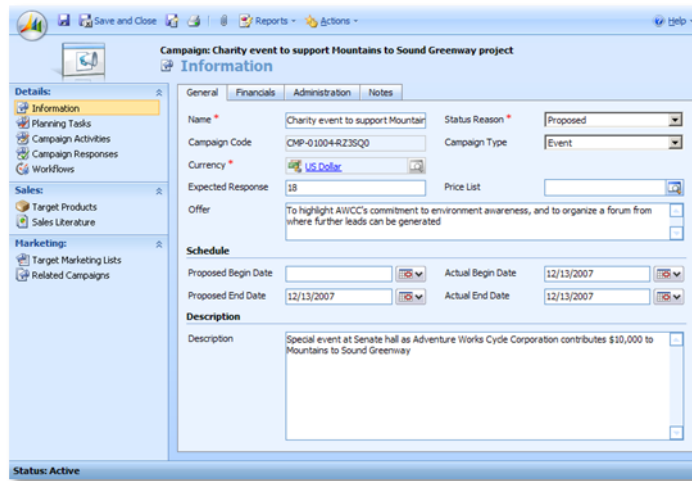 Save and Close Reports Actions Help
Campaign: Charity event to support Mountains to Sound Greenway project
Information
Details:
Information
Planning Tasks
Campaign Activities
Campaign Responses
Workflows
Sales:
Target Products
Sales Literature
Marketing:
Target Marketing Lists
Related Campaigns
General Financials Administration Notes
Name * Charity event to support Mountain Status Reason * Proposed
Campaign Code CMP-01004-RZ3SQ0 Campaign Type Event
Currency * US Dollar
Expected Response 18 Price List
Offer To highlight AWCC's commitment to environment awareness, and to organize a forum from
where further leads can be generated
Schedule
Proposed Begin Date Actual Begin Date 12/13/2007
Proposed End Date 12/13/2007 Actual End Date 12/13/2007
Description
Description Special event at Senate hall as Adventure Works Cycle Corporation contributes $10,000 to
Mountains to Sound Greenway
Status: Active